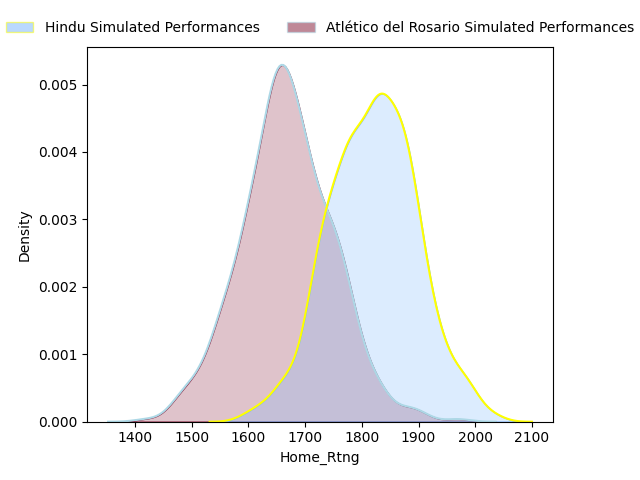 Hindu Simulated Performances
Atlético del Rosario Simulated Performances
0.005
0.004
0.003
0.002
0.001
0.000
Density
1400 1500 1600 1700 1800 1900 2000 2100
Home_Rtng